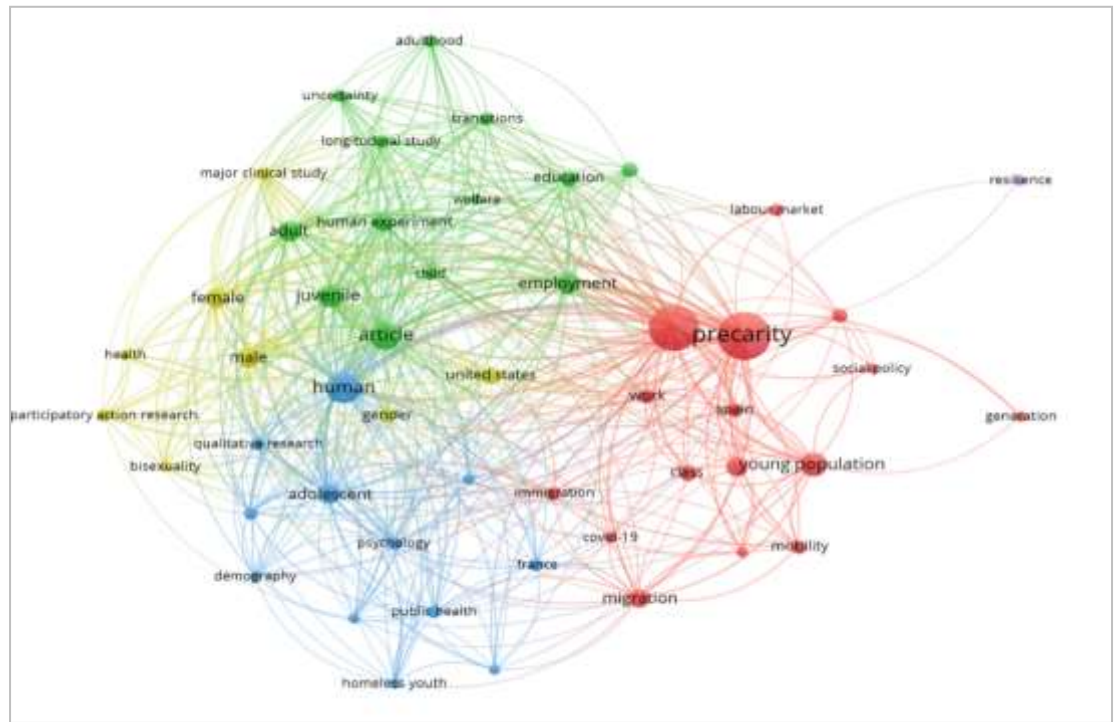 adulthood
uncertainty
transitions
longitudinal study
major clinical study
education
resilience
welfare
labour market
human experiment
adult
child
employment
female
juvenile
article
precarity
health
male
united states
social policy
human
work
spain
participatory action research
gender
generation
qualitative research
bisexuality
class
young population
adolescent
immigration
psychology
covid-19
mobility
france
demography
migration
public health
homeless youth